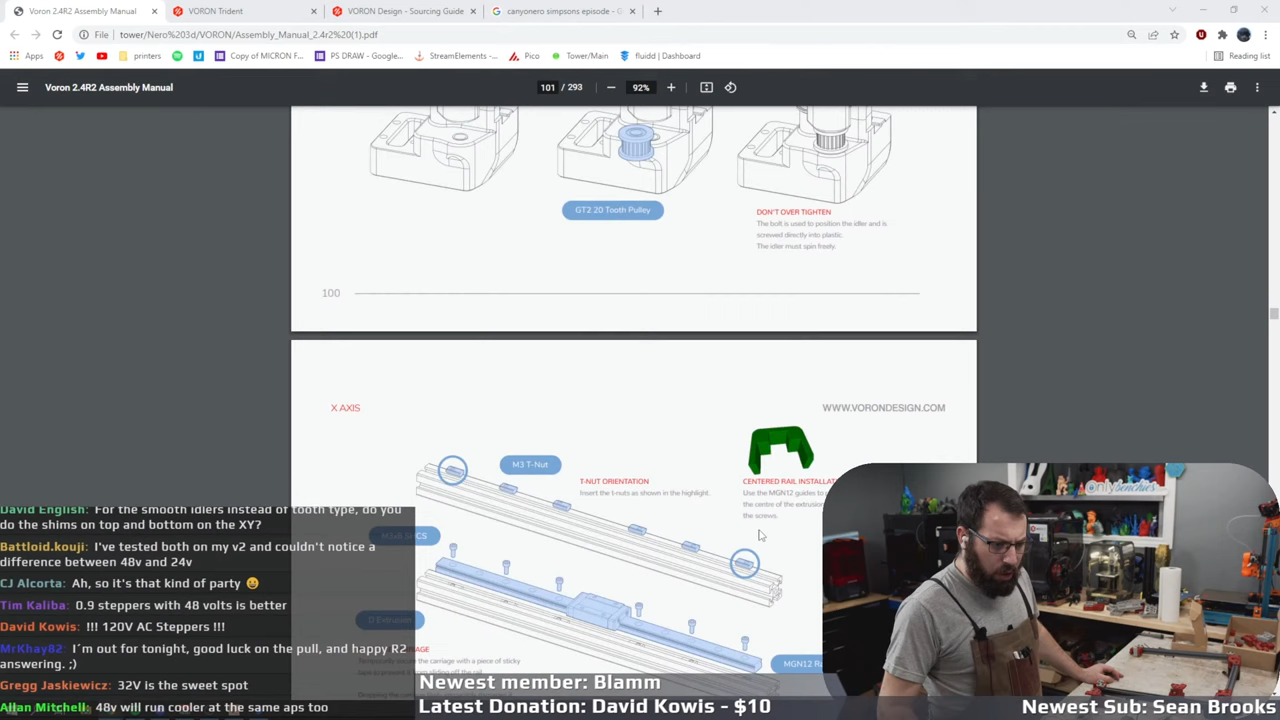 Voron 2.4R2 Assembly Manual
VORON Trident
VORON Design - Sourcing Guide
canyonero simpsons episode - G
File
tower/Nero%203d/VORON/Assembly_Manual_2.4r2%20(1).pdf
Apps
printers
Copy of MICRON F...
PS DRAW - Google...
StreamElements - ...
Pico
Tower/Main
fluidd | Dashboard
Reading list
Voron 2.4R2 Assembly Manual
101 / 293
92%
GT2 20 Tooth Pulley
DON'T OVER TIGHTEN
The bolt is used to position the idler and is
screwed directly into plastic.
The idler must spin freely.
100
X AXIS
WWW.VORONDESIGN.COM
M3 T-Nut
T-NUT ORIENTATION
Insert the t-nuts as shown in the highlight.
CENTERED RAIL INSTALLAT
Use the MGN12 guides to
the centre of the extrusion
the screws.
D Extrusion
MGN12 Ra
David English: For the smooth idlers instead of tooth type, do you
do the shims on top and bottom on the XY?
Battloid.kouji: I've tested both on my v2 and couldn't notice a
difference between 48v and 24v
CJ Alcorta: Ah, so it's that kind of party
Tim Kaliba: 0.9 steppers with 48 volts is better
David Kowis: !!! 120V AC Steppers !!!
MrKhay82: I´m out for tonight, good luck on the pull, and happy R2
answering. ;)
Gregg Jaskiewicz: 32V is the sweet spot
Allan Mitchell: 48v will run cooler at the same aps too
Newest member: Blamm
Latest Donation: David Kowis - $10
Newest Sub: Sean Brooks